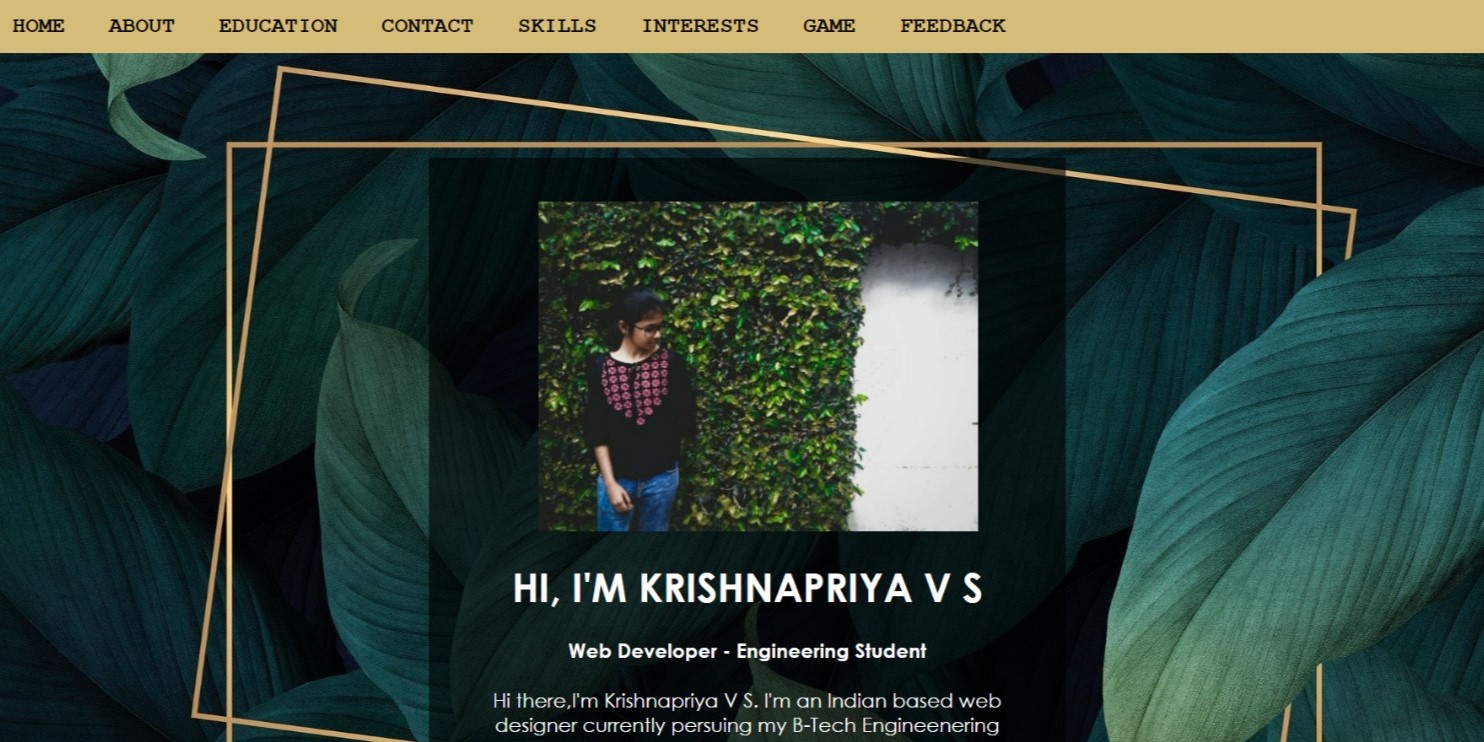 HOME ABOUT EDUCATION CONTACT SKILLS INTERESTS GAME FEEDBACK
HI, I'M KRISHNAPRIYA V S
Web Developer - Engineering Student
Hi there,I'm Krishnapriya V S. I'm an Indian based web
designer currently persuing my B-Tech Engineenering